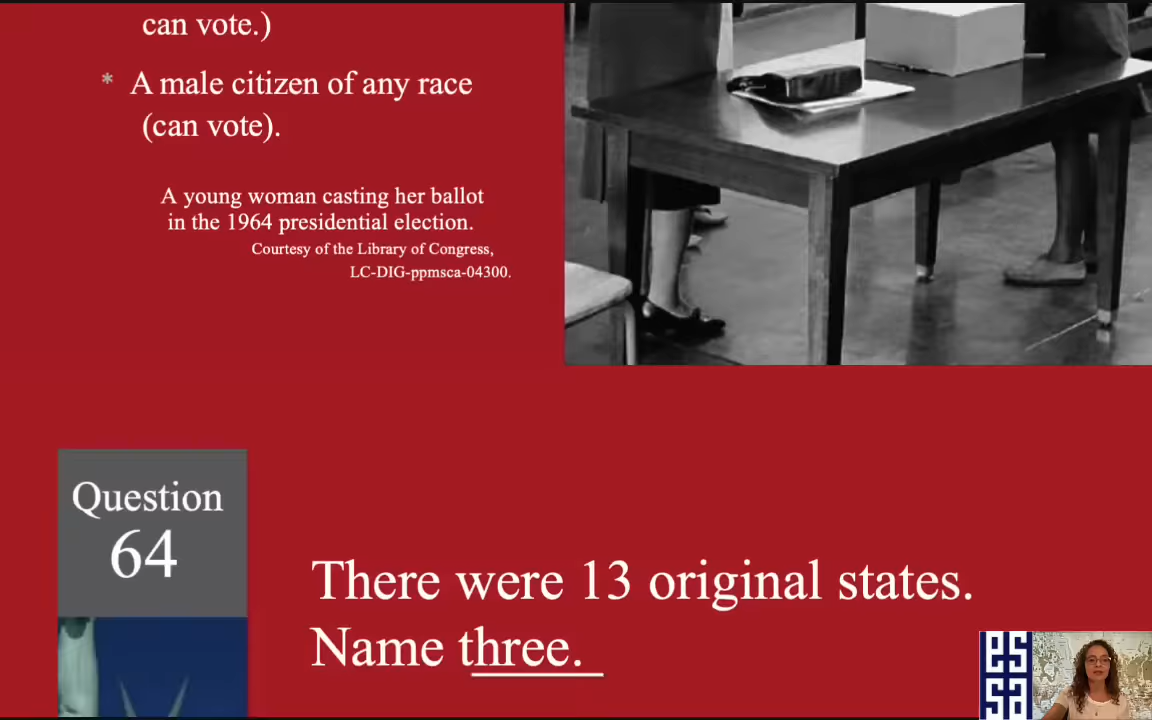 can vote.)
* A male citizen of any race
(can vote).
A young woman casting her ballot
in the 1964 presidential election.
Courtesy of the Library of Congress,
LC-DIG-ppmsca-04300.
Question
64
There were 13 original states.
Name three.